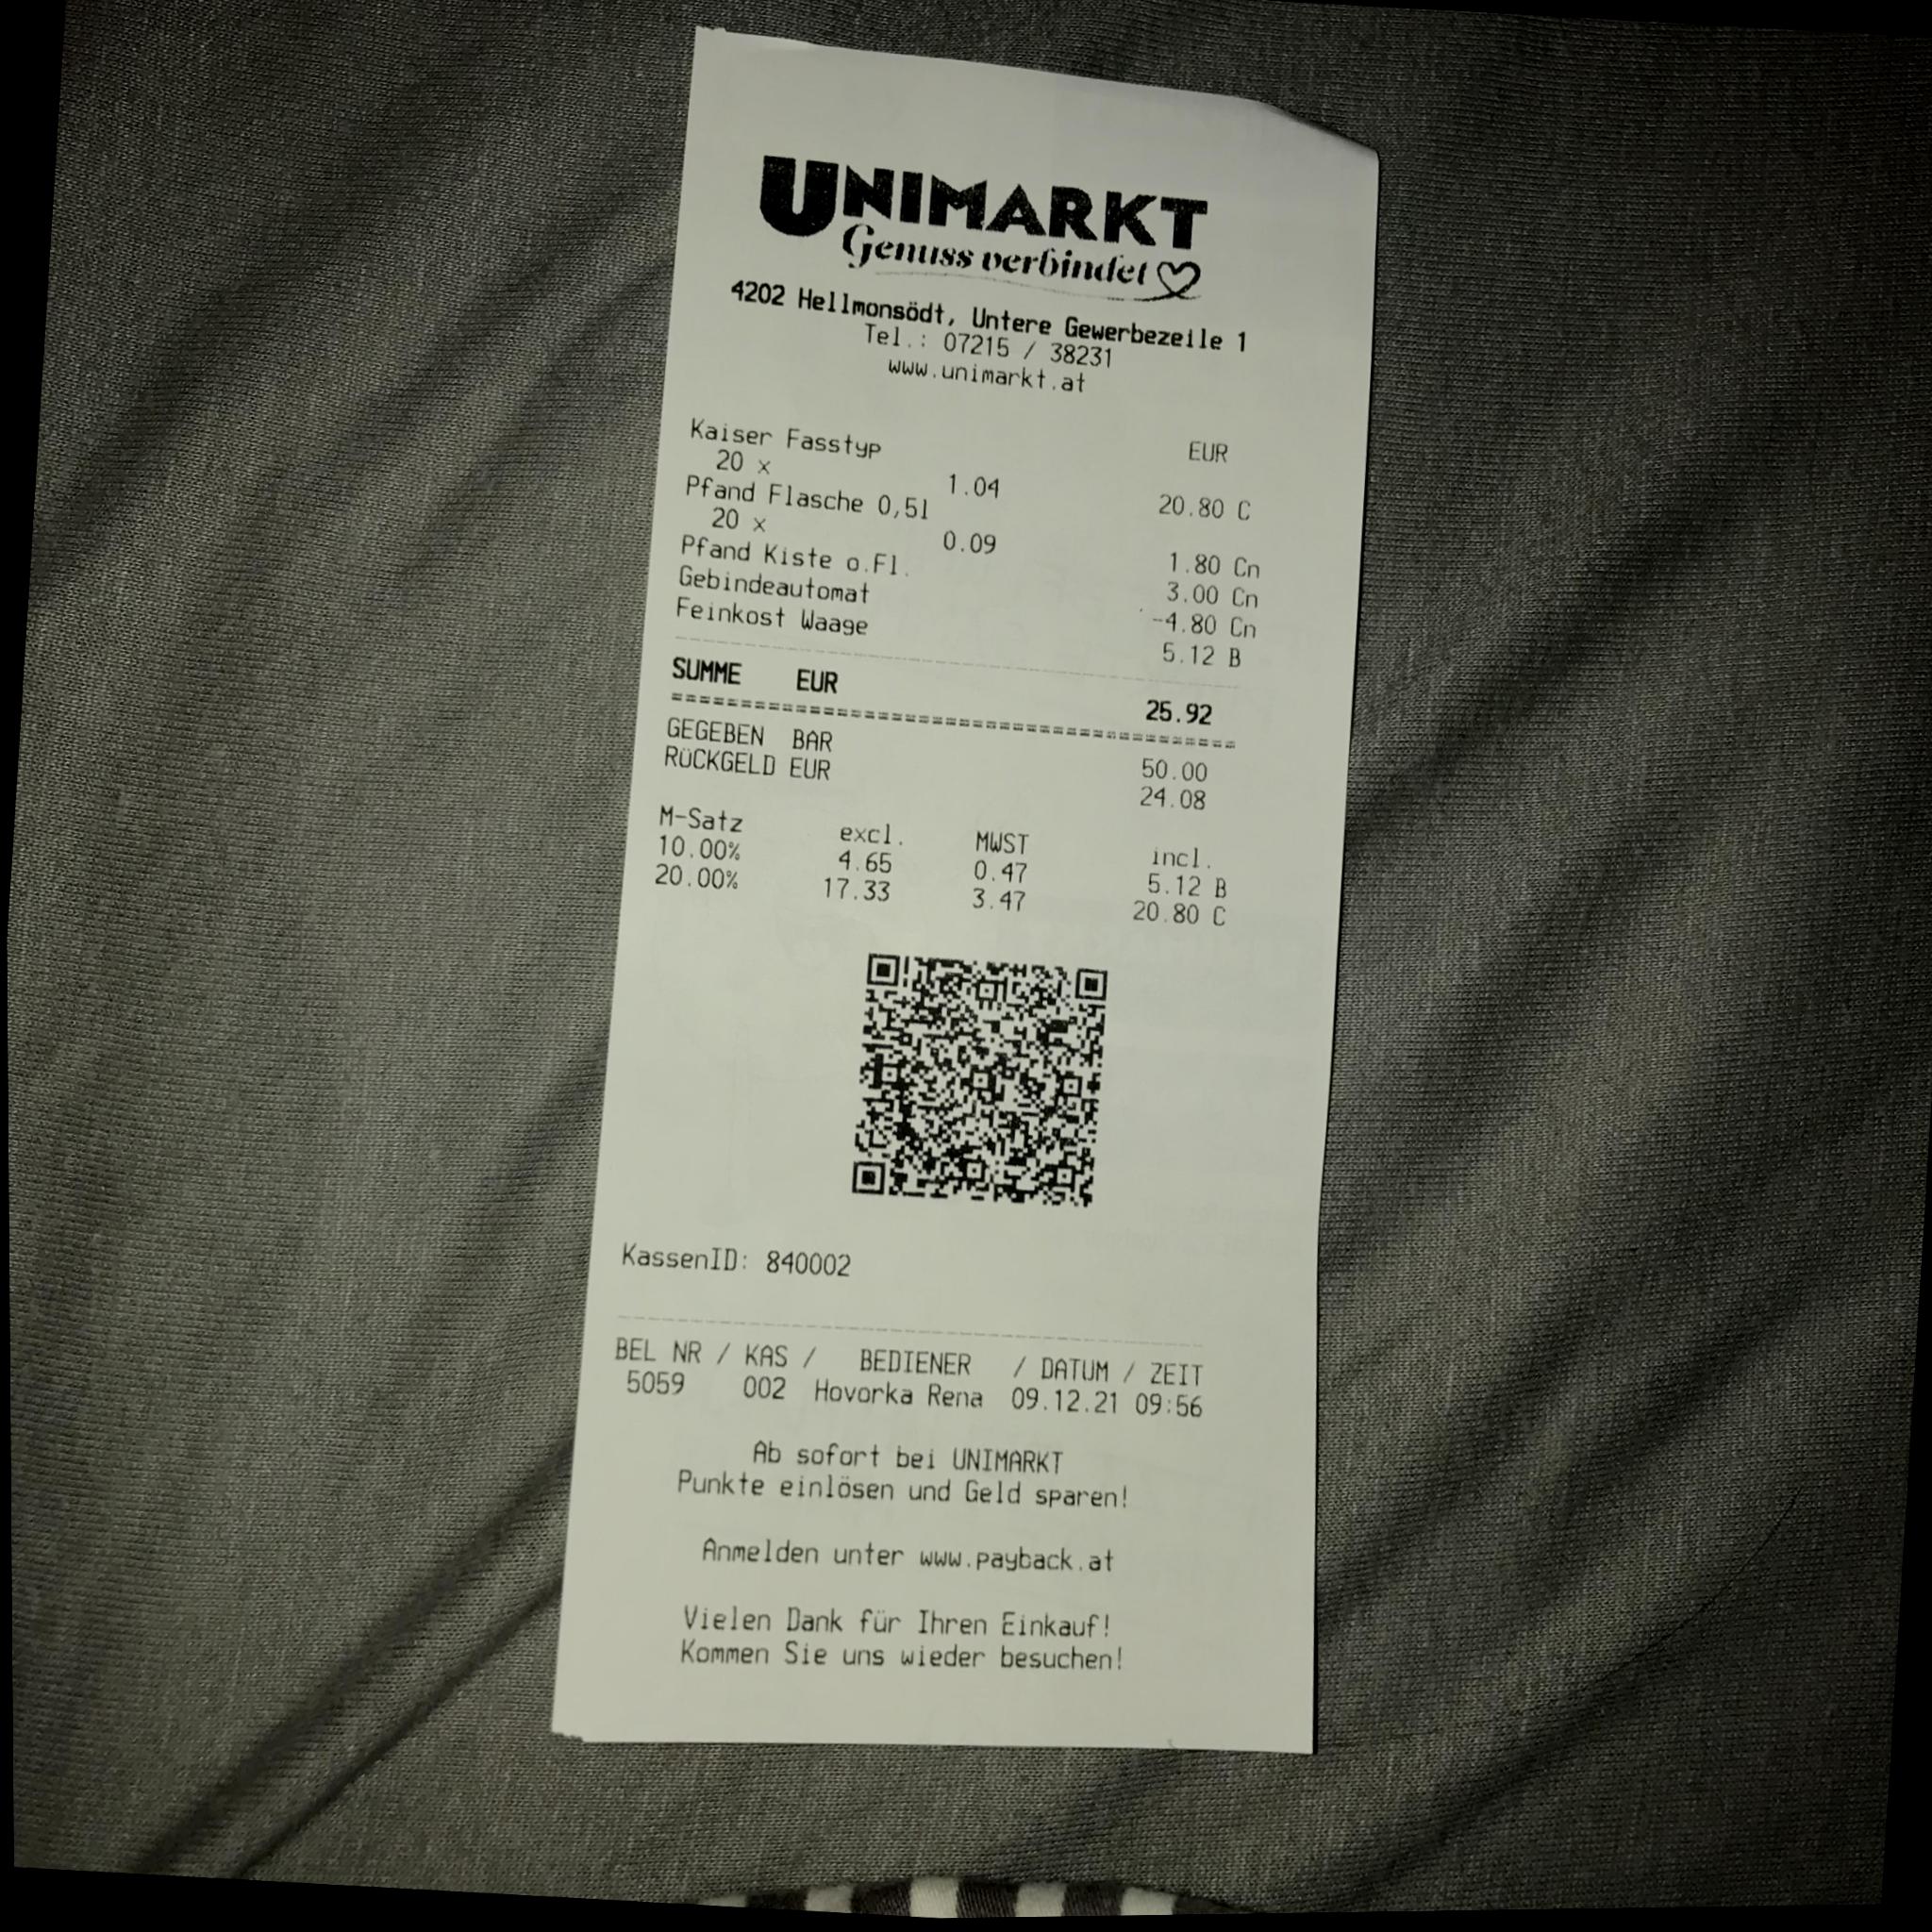 UNIMARKT
Genuss verbindet
4202 Hellmonsödt, Untere Gewerbezeile 1
Tel.: 07215 / 38231
www.unimarkt.at
EUR
Kaiser Fasstyp
20 x 1.04 20.80 C
Pfand Flasche 0,5l
20 x 0.09 1.80 Cn
Pfand Kiste o.Fl. 3.00 Cn
Gebindeautomat -4.80 Cn
Feinkost Waage 5.12 B
SUMME EUR 25.92
GEGEBEN BAR 50.00
RÜCKGELD EUR 24.08
M-Satz excl. MWST incl.
10.00% 4.65 0.47 5.12 B
20.00% 17.33 3.47 20.80 C
KassenID: 840002
BEL NR / KAS / BEDIENER / DATUM / ZEIT
5059 002 Hovorka Rena 09.12.21 09:56
Ab sofort bei UNIMARKT
Punkte einlösen und Geld sparen!
Anmelden unter www.payback.at
Vielen Dank für Ihren Einkauf!
Kommen Sie uns wieder besuchen!